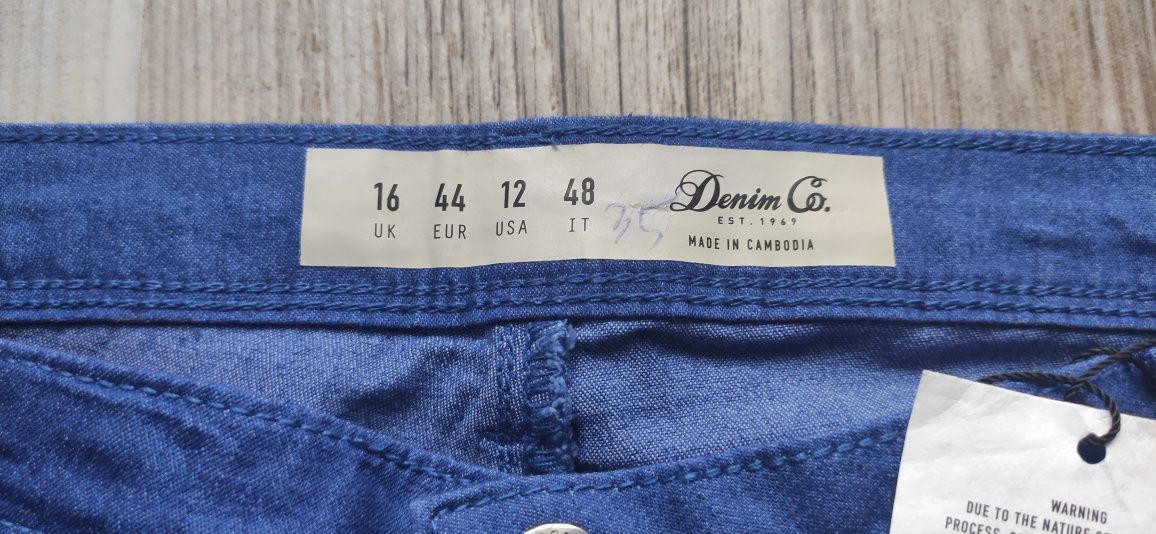 16 44 12 48
UK EUR USA IT
Denim Co.
EST. 1969
MADE IN CAMBODIA
WARNING
DUE TO THE NATURE
PROCESS,